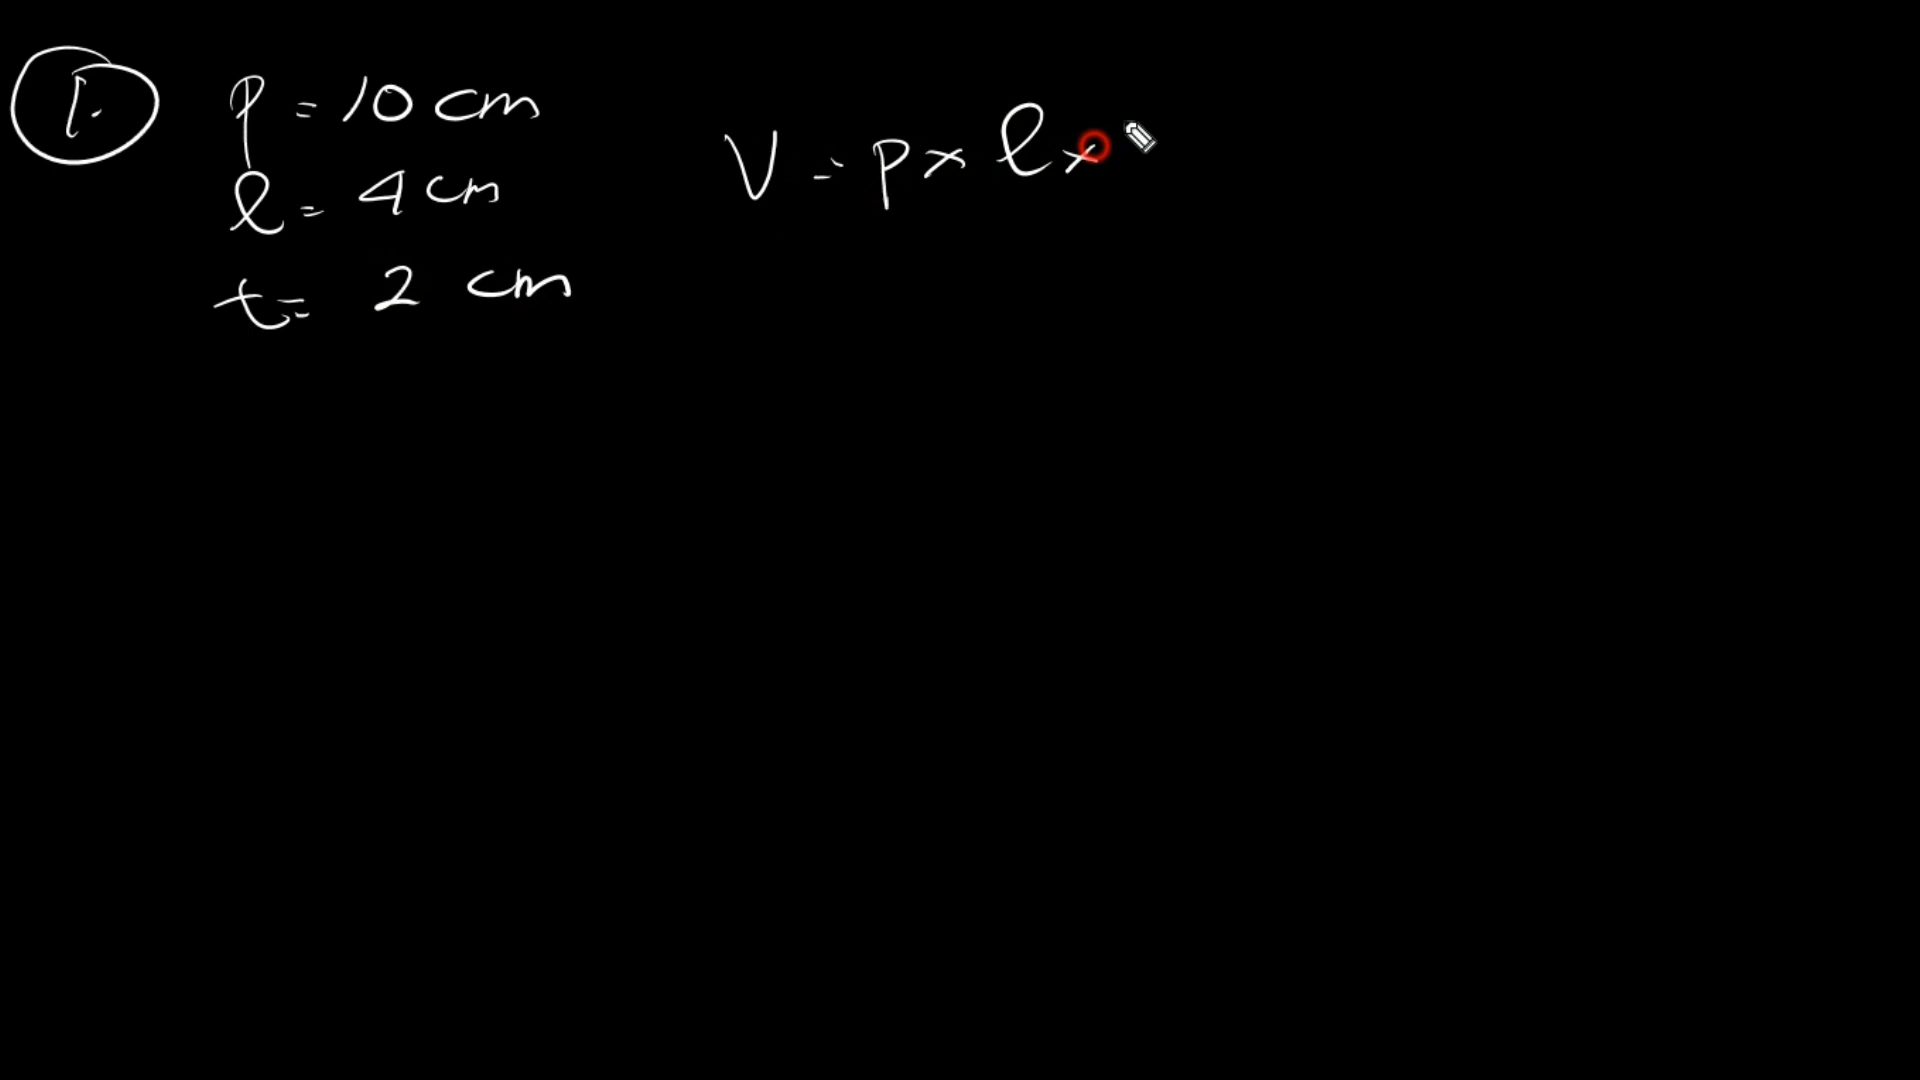 1. p = 10 cm
l = 4 cm
t = 2 cm
V = p x l x